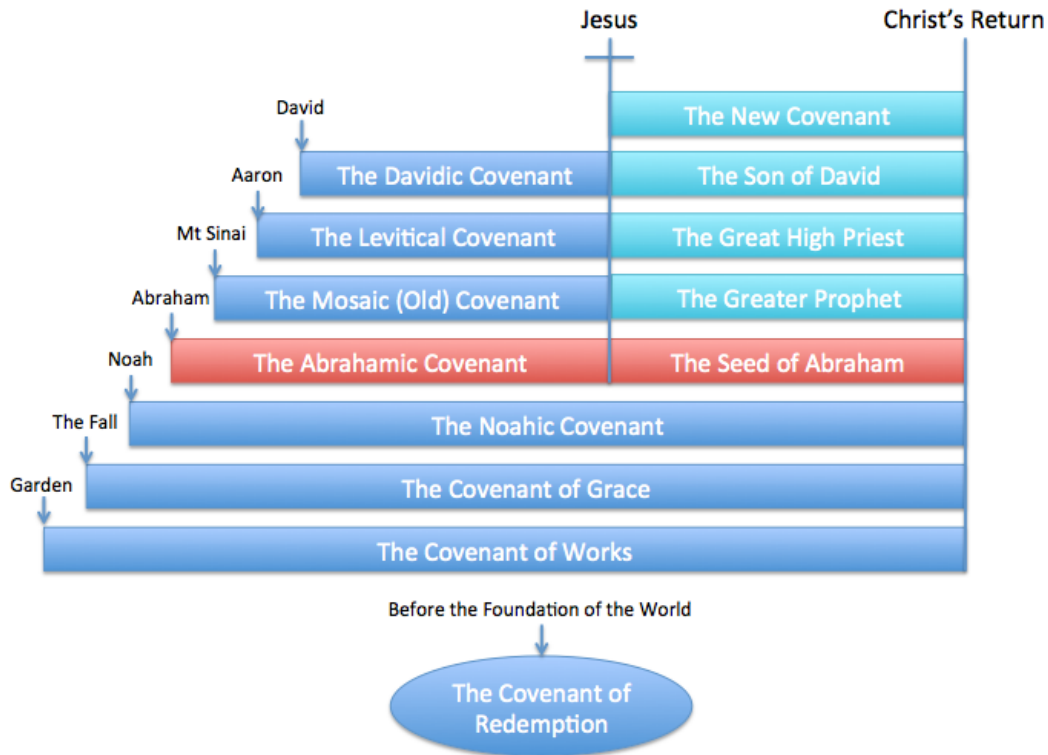 Jesus
Christ's Return
David
The New Covenant
Aaron
The Davidic Covenant
The Son of David
Mt Sinai
The Levitical Covenant
The Great High Priest
Abraham
The Mosaic (Old) Covenant
The Greater Prophet
Noah
The Abrahamic Covenant
The Seed of Abraham
The Fall
The Noahic Covenant
Garden
The Covenant of Grace
The Covenant of Works
Before the Foundation of the World
The Covenant of
Redemption